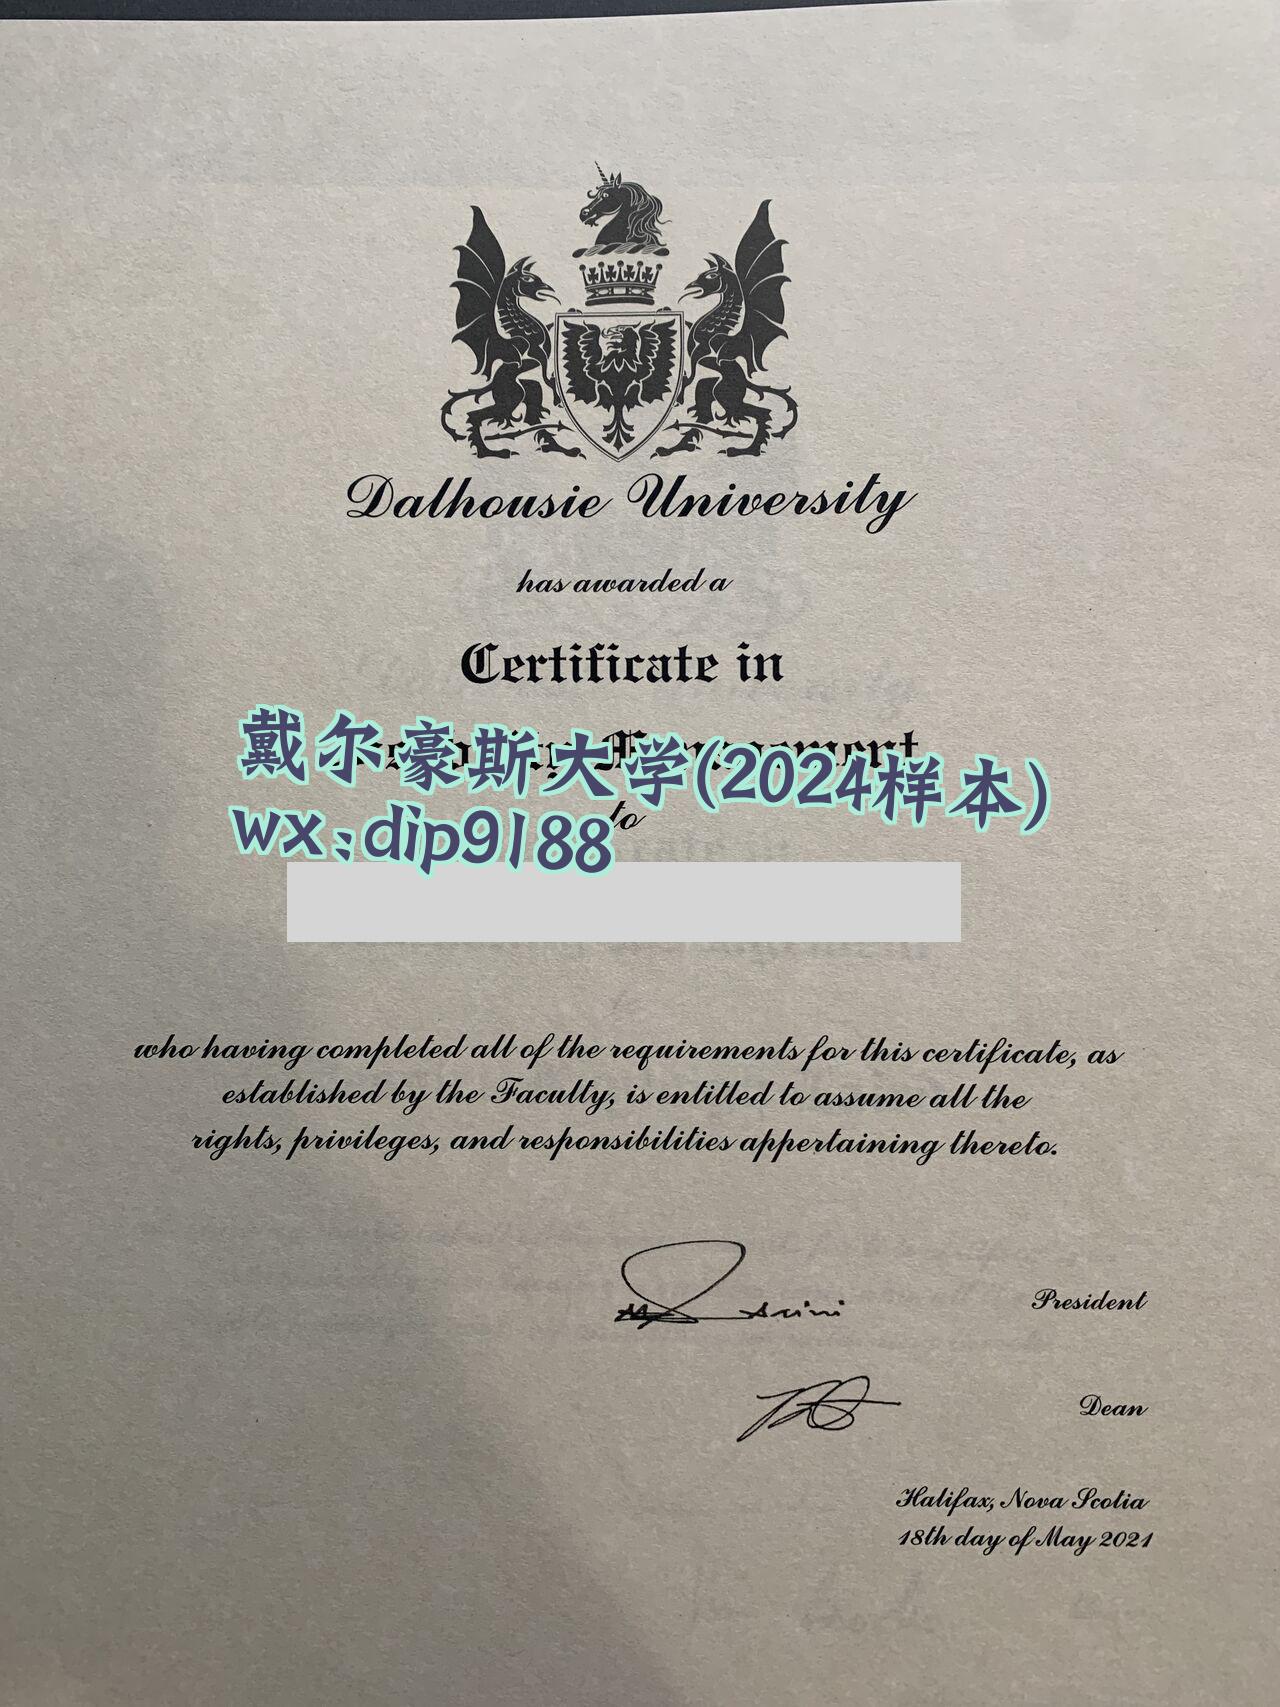 Dalhousie University
has awarded a
Certificate in
戴尔豪斯大学(2024样本)
wx:dip9188
to
who having completed all of the requirements for this certificate, as
established by the Faculty, is entitled to assume all the
rights, privileges, and responsibilities appertaining thereto.
President
Dean
Halifax, Nova Scotia
18th day of May 2021